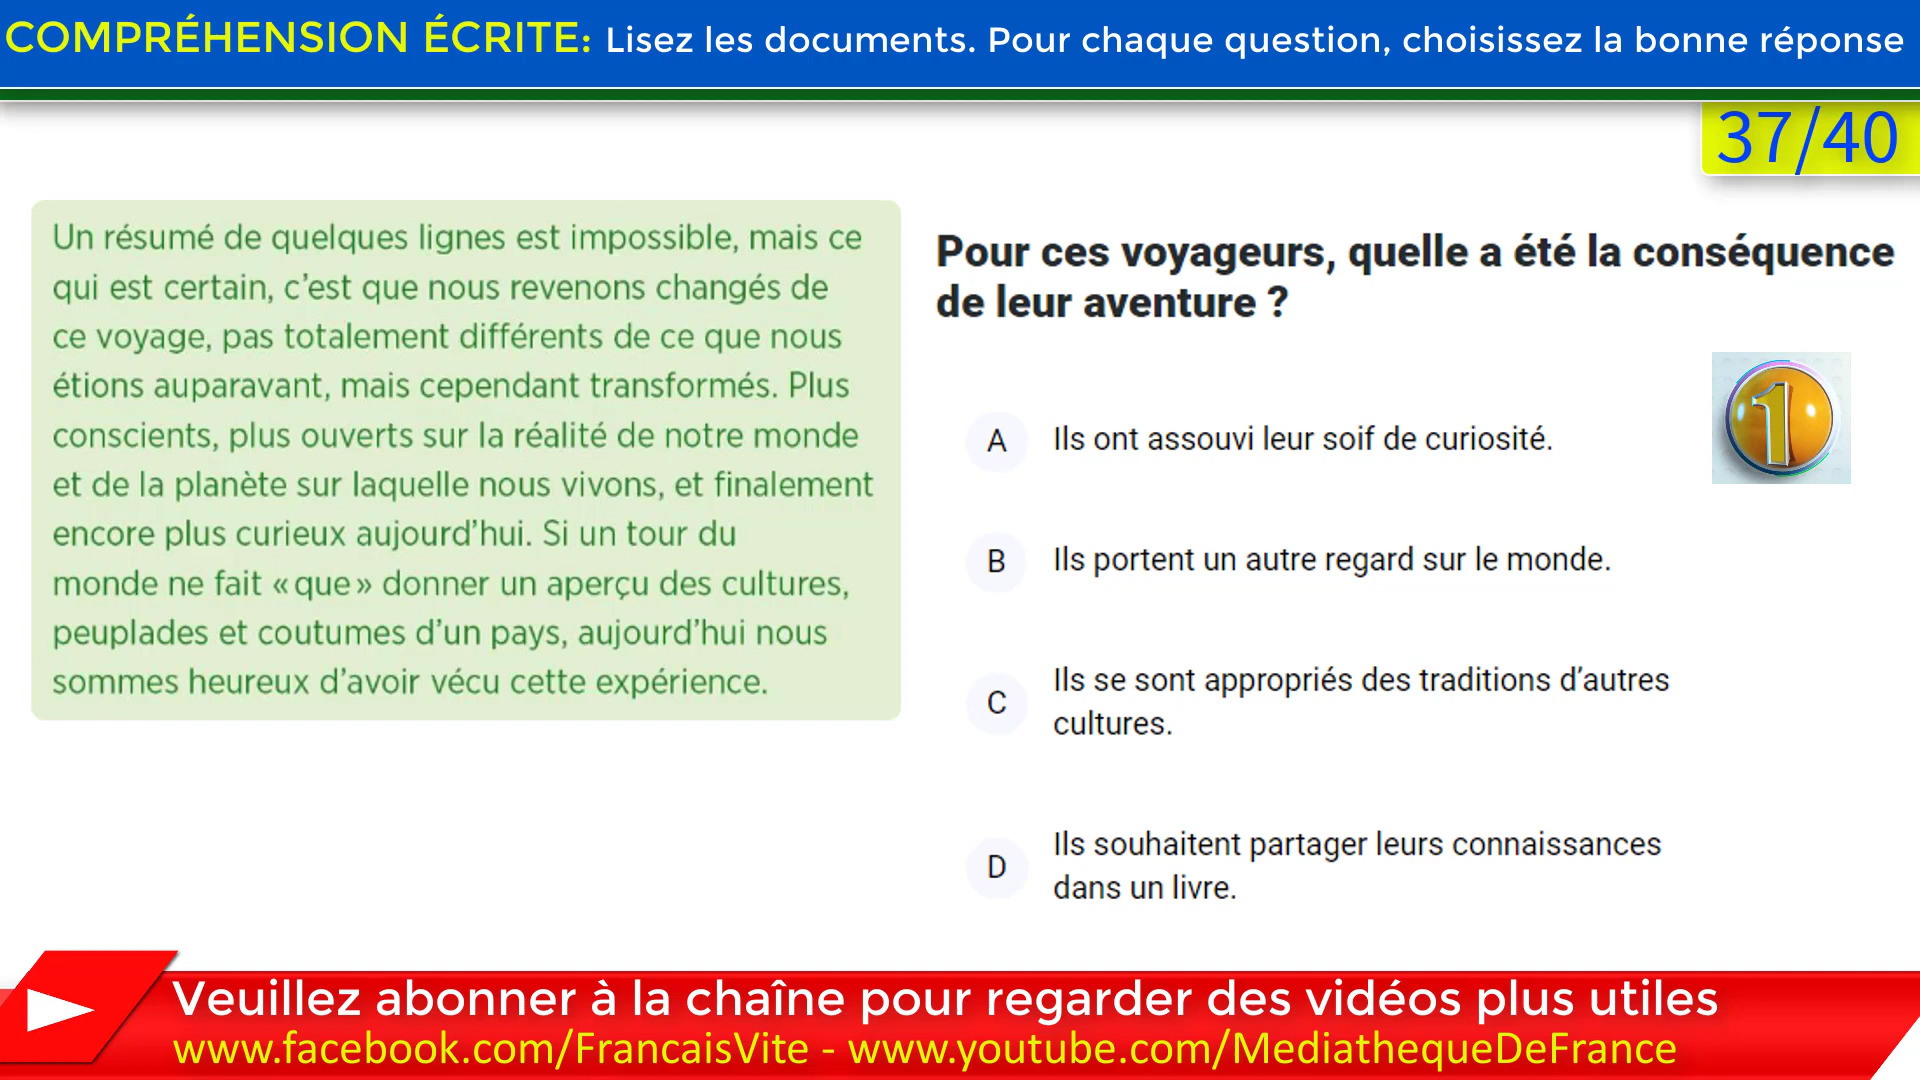 COMPRÉHENSION ÉCRITE: Lisez les documents. Pour chaque question, choisissez la bonne réponse
37/40
Un résumé de quelques lignes est impossible, mais ce
qui est certain, c’est que nous revenons changés de
ce voyage, pas totalement différents de ce que nous
étions auparavant, mais cependant transformés. Plus
conscients, plus ouverts sur la réalité de notre monde
et de la planète sur laquelle nous vivons, et finalement
encore plus curieux aujourd’hui. Si un tour du
monde ne fait « que » donner un aperçu des cultures,
peuplades et coutumes d’un pays, aujourd’hui nous
sommes heureux d’avoir vécu cette expérience.
Pour ces voyageurs, quelle a été la conséquence
de leur aventure ?
1
A Ils ont assouvi leur soif de curiosité.
B Ils portent un autre regard sur le monde.
C Ils se sont appropriés des traditions d’autres
cultures.
D Ils souhaitent partager leurs connaissances
dans un livre.
Veuillez abonner à la chaîne pour regarder des vidéos plus utiles
www.facebook.com/FrancaisVite - www.youtube.com/MediathequeDeFrance